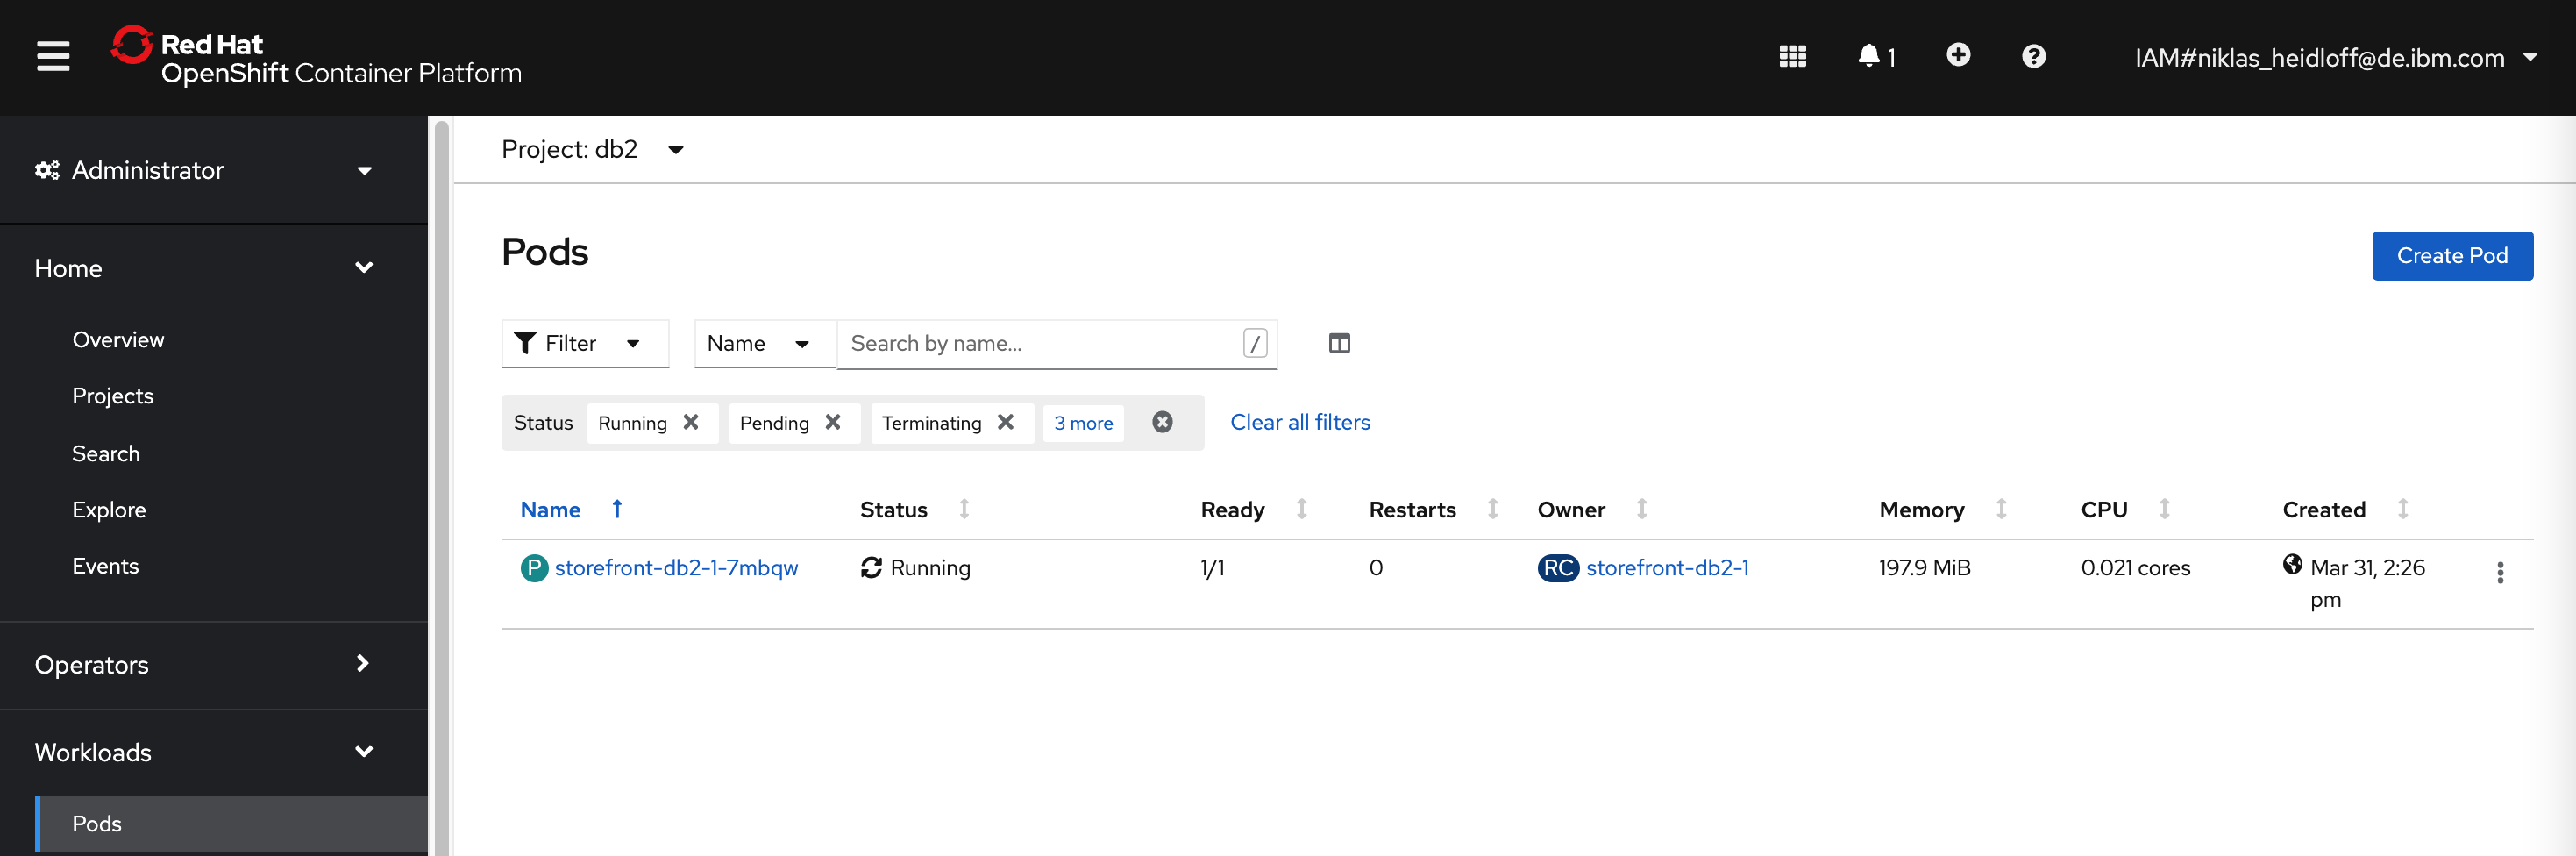 Red Hat
OpenShift Container Platform
1
IAM#niklas_heidloff@de.ibm.com
Administrator
Home
Overview
Projects
Search
Explore
Events
Operators
Workloads
Pods
Project: db2
Pods
Create Pod
Filter
Name
Search by name...
/
Status Running Pending Terminating 3 more Clear all filters
Name Status Ready Restarts Owner Memory CPU Created
P storefront-db2-1-7mbqw Running 1/1 0 RC storefront-db2-1 197.9 MiB 0.021 cores Mar 31, 2:26
pm